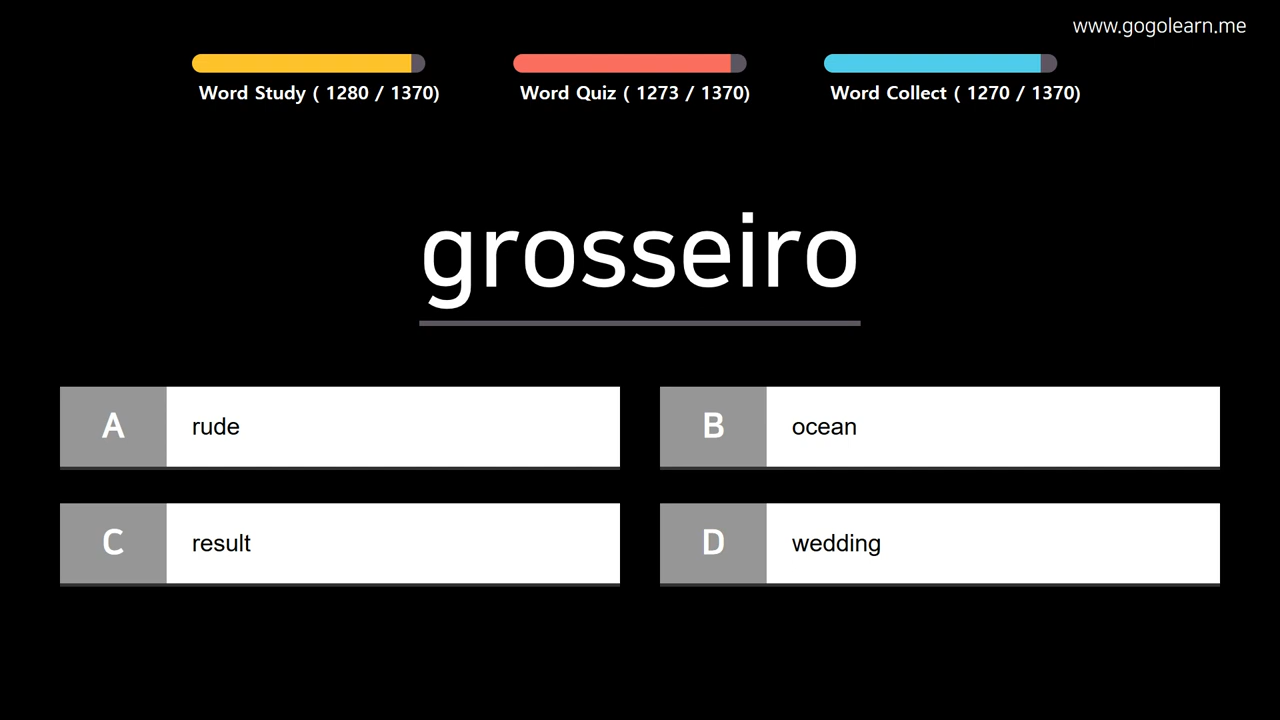 www.gogolearn.me
Word Study ( 1280 / 1370)
Word Quiz ( 1273 / 1370)
Word Collect ( 1270 / 1370)
grosseiro
A rude
B ocean
C result
D wedding